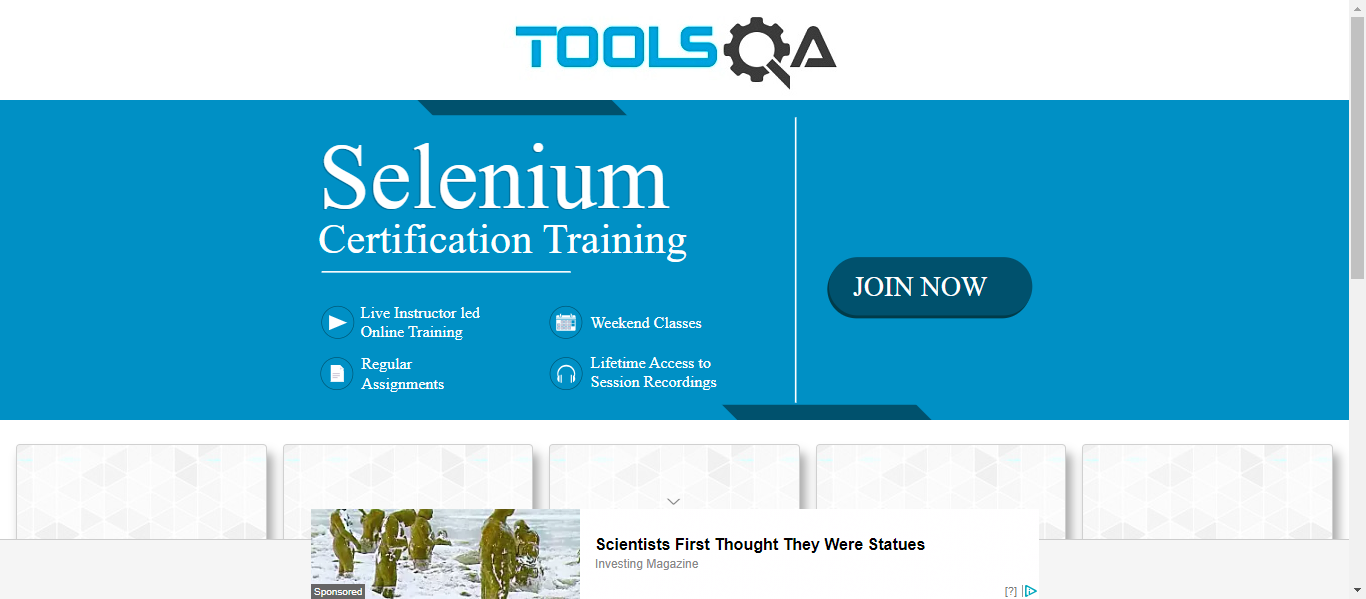 TOOLSQA
Selenium
Certification Training
Live Instructor led
Online Training
Weekend Classes
Regular
Assignments
Lifetime Access to
Session Recordings
JOIN NOW
Scientists First Thought They Were Statues
Investing Magazine
Sponsored
[?]